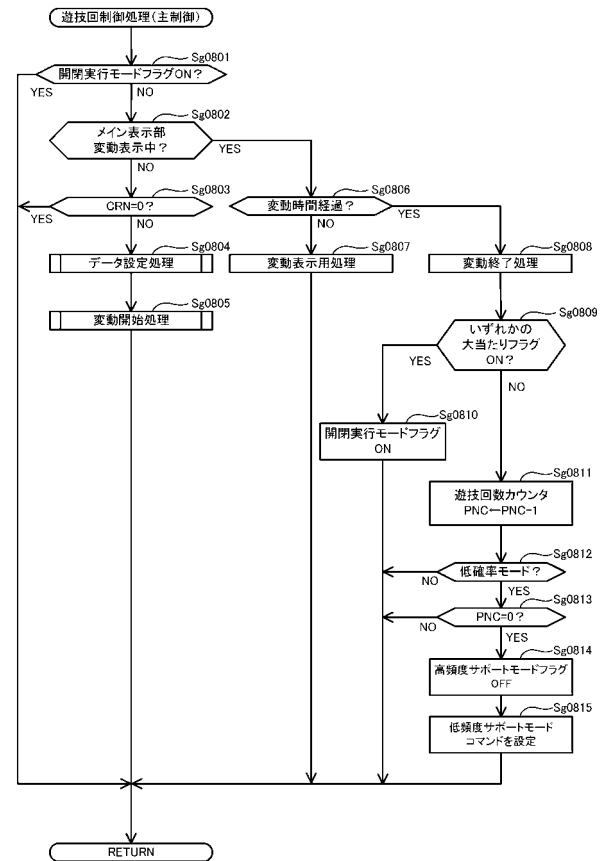 遊技回制御処理(主制御)
Sg0801
開閉実行モードフラグON?
YES
NO
Sg0802
メイン表示部
変動表示中?
YES
NO
Sg0803
CRN=0?
YES
NO
Sg0804
データ設定処理
Sg0805
変動開始処理
Sg0806
変動時間経過?
YES
NO
Sg0807
変動表示用処理
Sg0808
変動終了処理
Sg0809
いずれかの
大当たりフラグ
ON?
YES
NO
Sg0810
開閉実行モードフラグ
ON
Sg0811
遊技回数カウンタ
PNC←PNC-1
Sg0812
低確率モード?
NO
YES
Sg0813
PNC=0?
NO
YES
Sg0814
高頻度サポートモードフラグ
OFF
Sg0815
低頻度サポートモード
コマンドを設定
RETURN